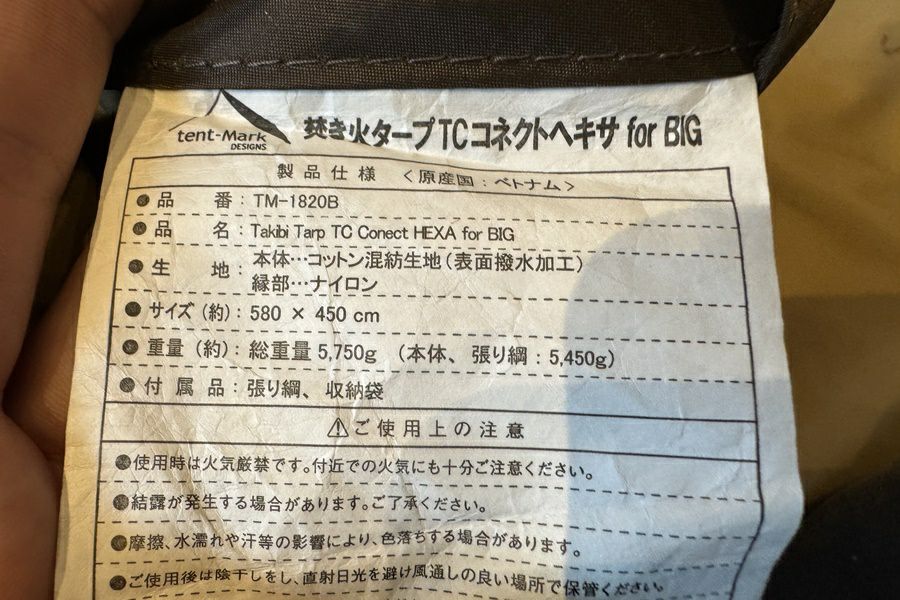 tent-Mark
DESIGNS
焚き火タープTCコネクトヘキサ for BIG
製品仕様 〈原産国:ベトナム〉
●品 番:TM-1820B
●品 名:Takibi Tarp TC Conect HEXA for BIG
●生 地:本体…コットン混紡生地(表面撥水加工)
縁部…ナイロン
●サイズ(約):580 × 450 cm
●重量(約):総重量 5,750g (本体、張り綱:5,450g)
●付属品:張り綱、収納袋
⚠ご使用上の注意
●使用時は火気厳禁です。付近での火気にも十分ご注意ください。
●結露が発生する場合があります。ご了承ください。
●摩擦、水濡れや汗等の影響により、色落ちする場合があります。
●ご使用後は陰干しをし、直射日光を避け風通しの良い場所で保管ください。